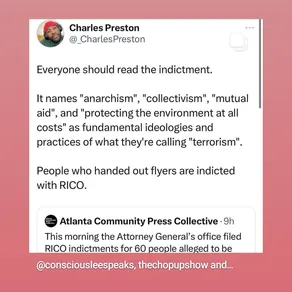 Charles Preston
@_CharlesPreston
Everyone should read the indictment.
It names "anarchism", "collectivism", "mutual
aid", and "protecting the environment at all
costs" as fundamental ideologies and
practices of what they're calling "terrorism".
People who handed out flyers are indicted
with RICO.
Atlanta Community Press Collective · 9h
This morning the Attorney General's office filed
RICO indictments for 60 people alleged to be
@consciousleespeaks, thechopupshow and...